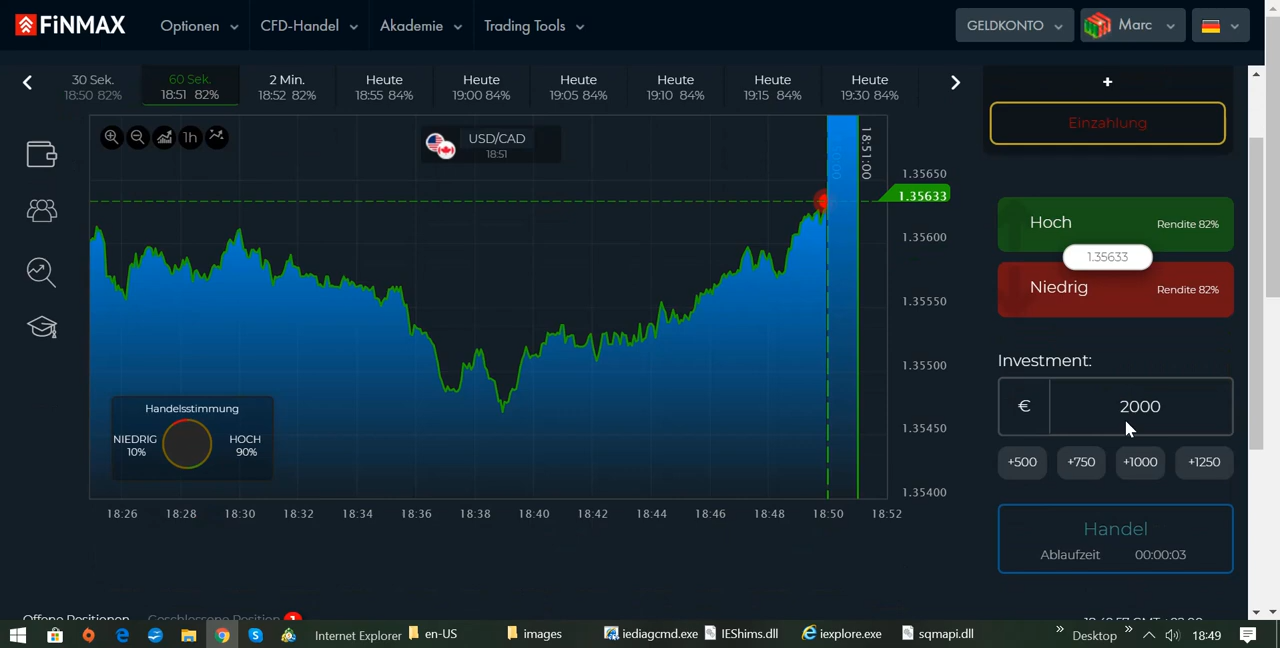 FiNMAX Optionen CFD-Handel Akademie Trading Tools GELDKONTO Marc
30 Sek. 60 Sek. 2 Min. Heute Heute Heute Heute Heute Heute
18:50 82% 18:51 82% 18:52 82% 18:55 84% 19:00 84% 19:05 84% 19:10 84% 19:15 84% 19:30 84%
+
Einzahlung
1h
USD/CAD
18:51
18:51:00
1.35650
1.35633
1.35600
1.35550
1.35500
1.35450
1.35400
Hoch Rendite 82%
1.35633
Niedrig Rendite 82%
Investment:
€ 2000
+500 +750 +1000 +1250
Handel
Ablaufzeit 00:00:03
Handelsstimmung
NIEDRIG HOCH
10% 90%
18:26 18:28 18:30 18:32 18:34 18:36 18:38 18:40 18:42 18:44 18:46 18:48 18:50 18:52
Offene Positionen Geschlossene Position 1
Internet Explorer en-US images iediagcmd.exe IEShims.dll iexplore.exe sqmapi.dll Desktop 18:49